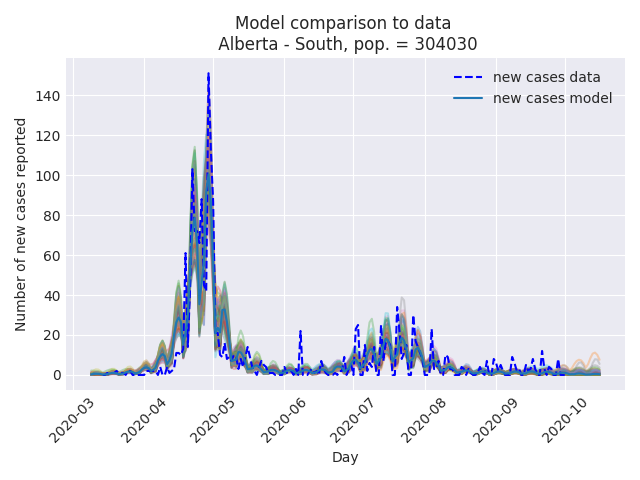 Model comparison to data
Alberta - South, pop. = 304030
new cases data
new cases model
Number of new cases reported
140
120
100
80
60
40
20
0
2020-03
2020-04
2020-05
2020-06
2020-07
2020-08
2020-09
2020-10
Day